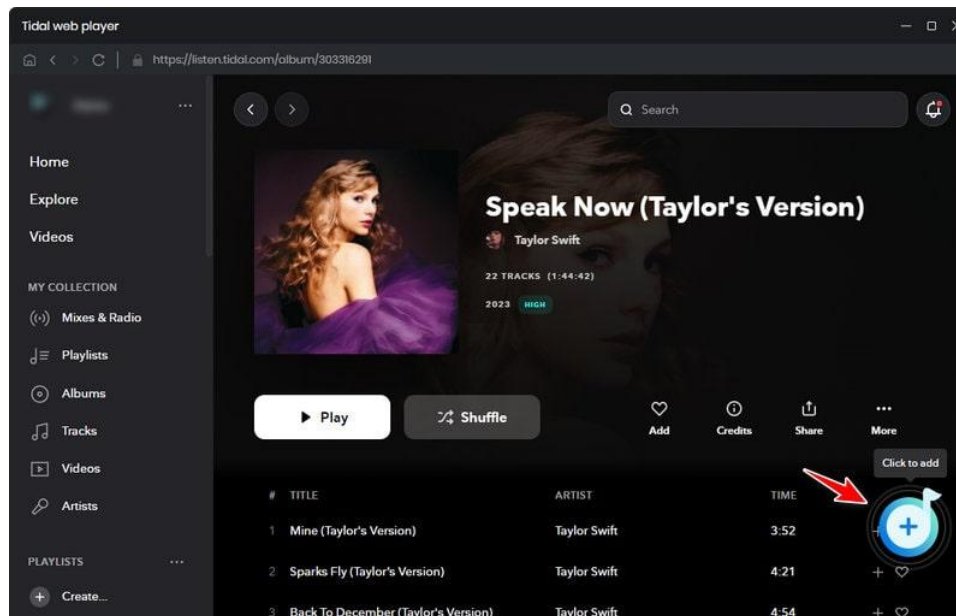 Tidal web player
https://listen.tidal.com/album/303316291
Search
Home
Explore
Videos
MY COLLECTION
Mixes & Radio
Playlists
Albums
Tracks
Videos
Artists
PLAYLISTS
Create...
Speak Now (Taylor's Version)
Taylor Swift
22 TRACKS (1:44:42)
2023 HIGH
Play
Shuffle
Add
Credits
Share
More
Click to add
# TITLE ARTIST TIME
1 Mine (Taylor's Version) Taylor Swift 3:52
2 Sparks Fly (Taylor's Version) Taylor Swift 4:21
3 Back To December (Taylor's Version) Taylor Swift 4:54